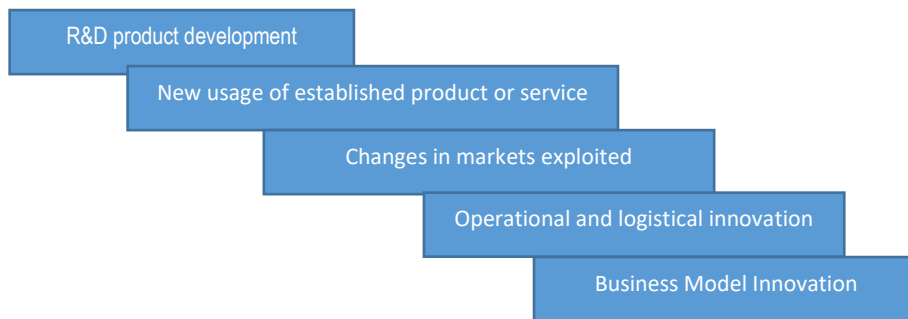 R&D product development
New usage of established product or service
Changes in markets exploited
Operational and logistical innovation
Business Model Innovation